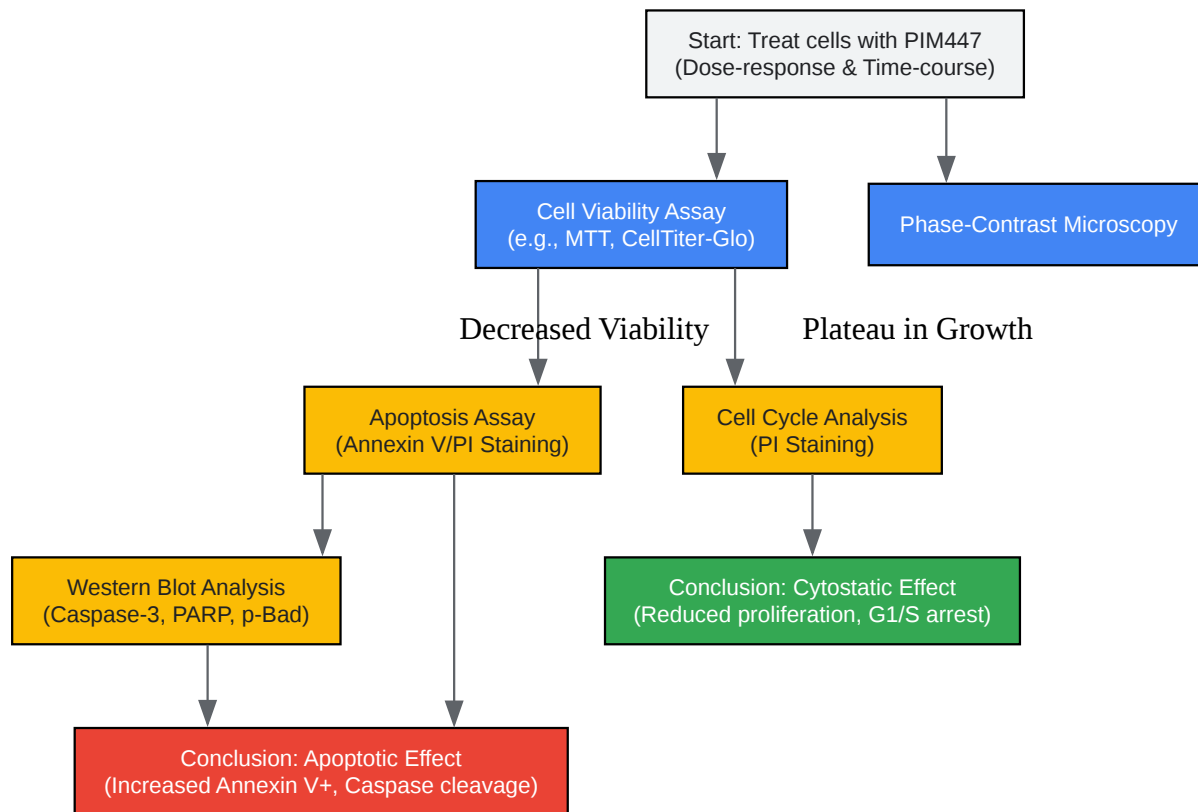 Start: Treat cells with PIM447
(Dose-response & Time-course)
Cell Viability Assay
(e.g., MTT, CellTiter-Glo)
Phase-Contrast Microscopy
Decreased Viability
Plateau in Growth
Apoptosis Assay
(Annexin V/PI Staining)
Cell Cycle Analysis
(PI Staining)
Western Blot Analysis
(Caspase-3, PARP, p-Bad)
Conclusion: Cytostatic Effect
(Reduced proliferation, G1/S arrest)
Conclusion: Apoptotic Effect
(Increased Annexin V+, Caspase cleavage)